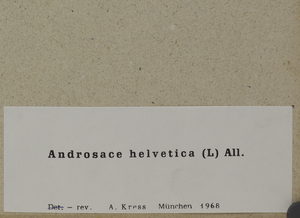 Androsace helvetica (L) All.
Det. – rev. A. Kress München 1968